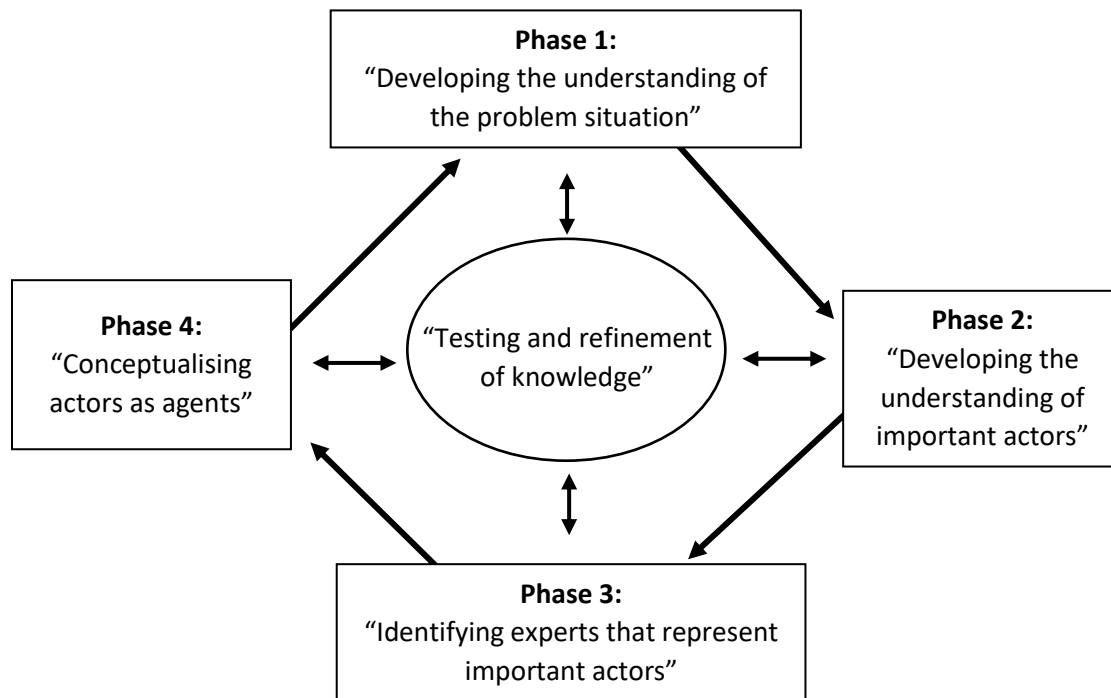 Phase 1:
“Developing the understanding of
the problem situation”
Phase 4:
“Conceptualising
actors as agents”
“Testing and refinement
of knowledge”
Phase 2:
“Developing the
understanding of
important actors”
Phase 3:
“Identifying experts that represent
important actors”